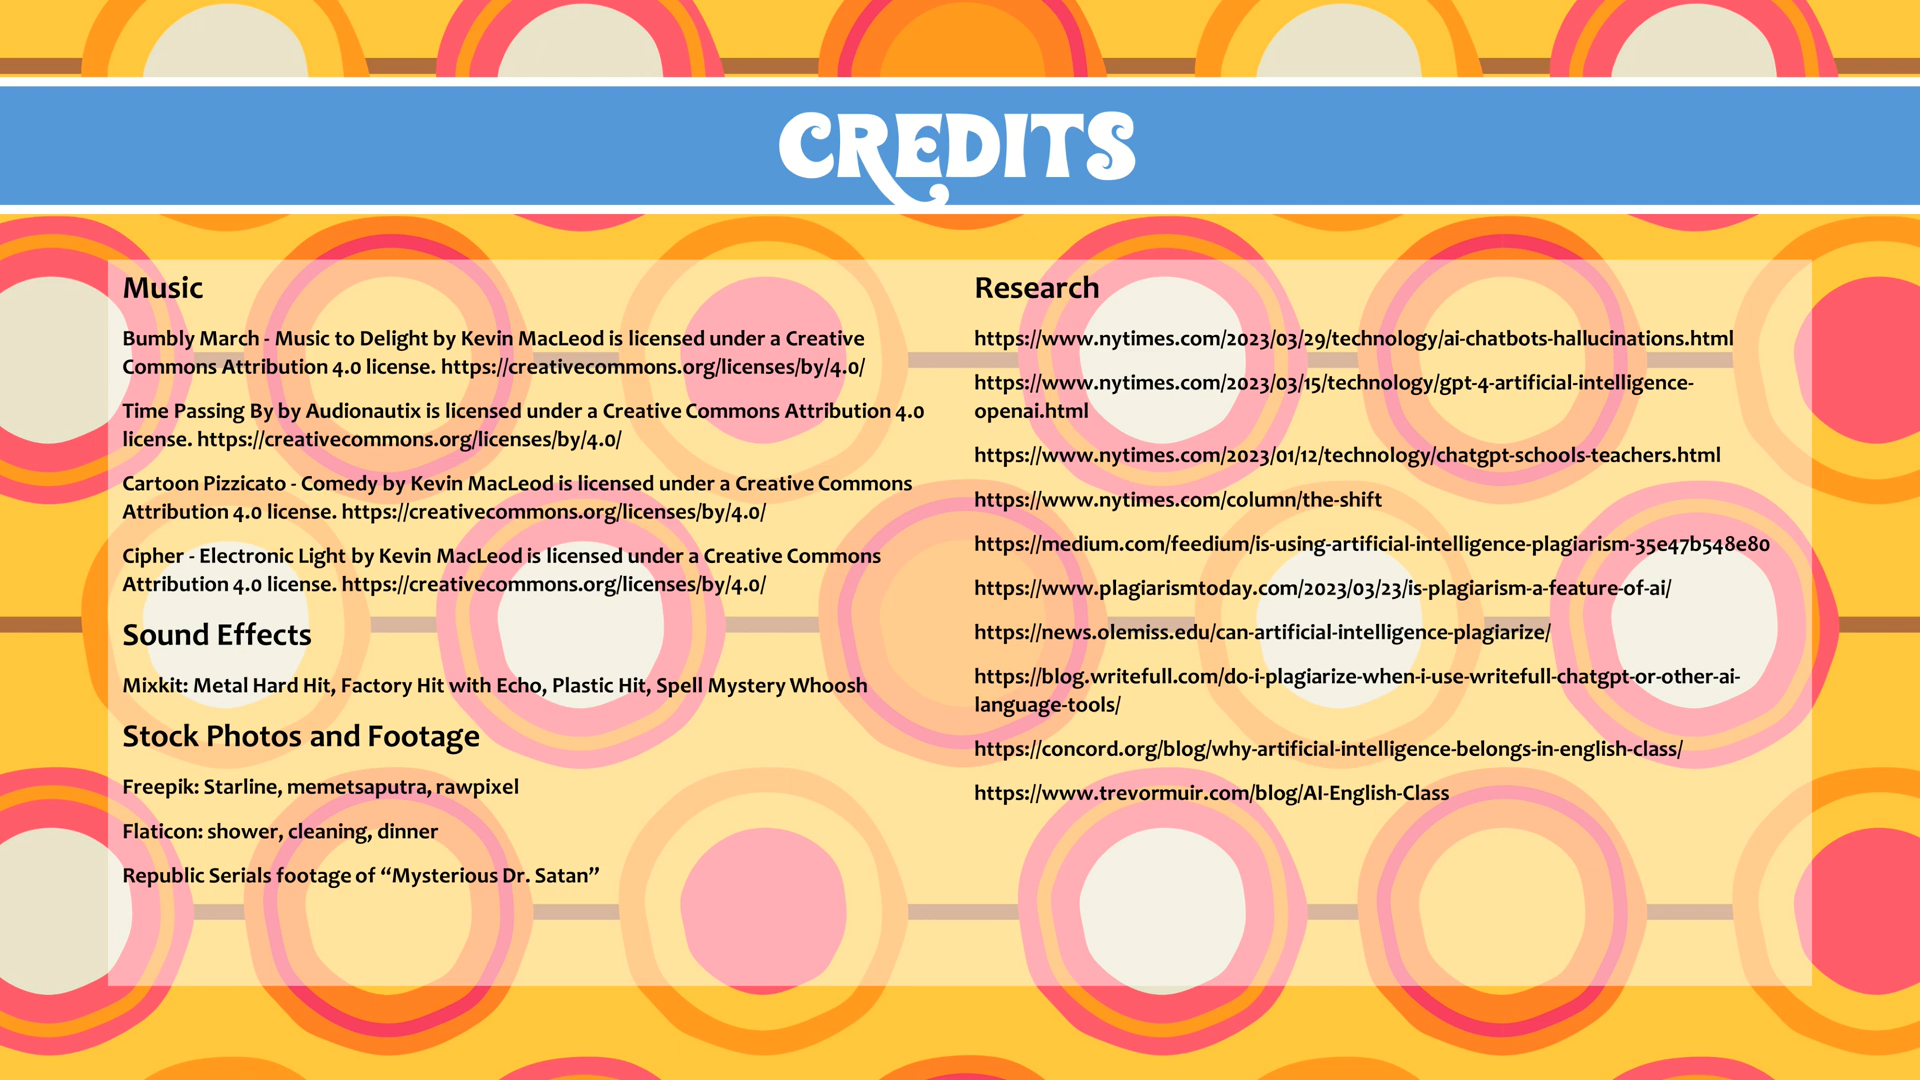 CREDITS
Music
Bumbly March - Music to Delight by Kevin MacLeod is licensed under a Creative
Commons Attribution 4.0 license. https://creativecommons.org/licenses/by/4.0/
Time Passing By by Audionautix is licensed under a Creative Commons Attribution 4.0
license. https://creativecommons.org/licenses/by/4.0/
Cartoon Pizzicato - Comedy by Kevin MacLeod is licensed under a Creative Commons
Attribution 4.0 license. https://creativecommons.org/licenses/by/4.0/
Cipher - Electronic Light by Kevin MacLeod is licensed under a Creative Commons
Attribution 4.0 license. https://creativecommons.org/licenses/by/4.0/
Sound Effects
Mixkit: Metal Hard Hit, Factory Hit with Echo, Plastic Hit, Spell Mystery Whoosh
Stock Photos and Footage
Freepik: Starline, memetsaputra, rawpixel
Flaticon: shower, cleaning, dinner
Republic Serials footage of “Mysterious Dr. Satan”
Research
https://www.nytimes.com/2023/03/29/technology/ai-chatbots-hallucinations.html
https://www.nytimes.com/2023/03/15/technology/gpt-4-artificial-intelligence-
openai.html
https://www.nytimes.com/2023/01/12/technology/chatgpt-schools-teachers.html
https://www.nytimes.com/column/the-shift
https://medium.com/feedium/is-using-artificial-intelligence-plagiarism-35e47b548e80
https://www.plagiarismtoday.com/2023/03/23/is-plagiarism-a-feature-of-ai/
https://news.olemiss.edu/can-artificial-intelligence-plagiarize/
https://blog.writefull.com/do-i-plagiarize-when-i-use-writefull-chatgpt-or-other-ai-
language-tools/
https://concord.org/blog/why-artificial-intelligence-belongs-in-english-class/
https://www.trevormuir.com/blog/AI-English-Class